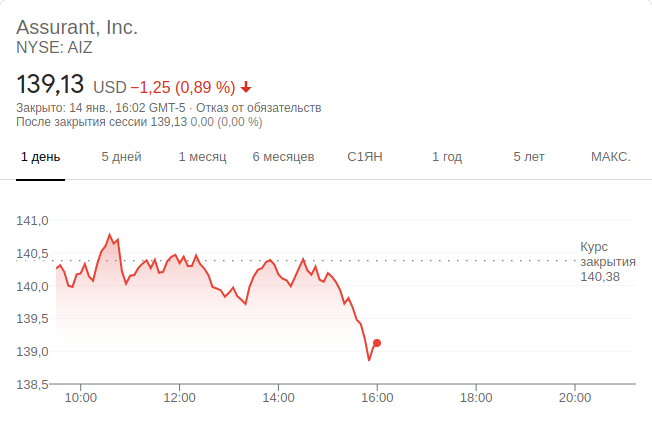 Assurant, Inc.
NYSE: AIZ
139,13 USD −1,25 (0,89 %)
Закрыто: 14 янв., 16:02 GMT-5 · Отказ от обязательств
После закрытия сессии 139,13 0,00 (0,00 %)
1 день 5 дней 1 месяц 6 месяцев С1ЯН 1 год 5 лет МАКС.
141,0
140,5
140,0
139,5
139,0
138,5
Курс
закрытия
140,38
10:00 12:00 14:00 16:00 18:00 20:00